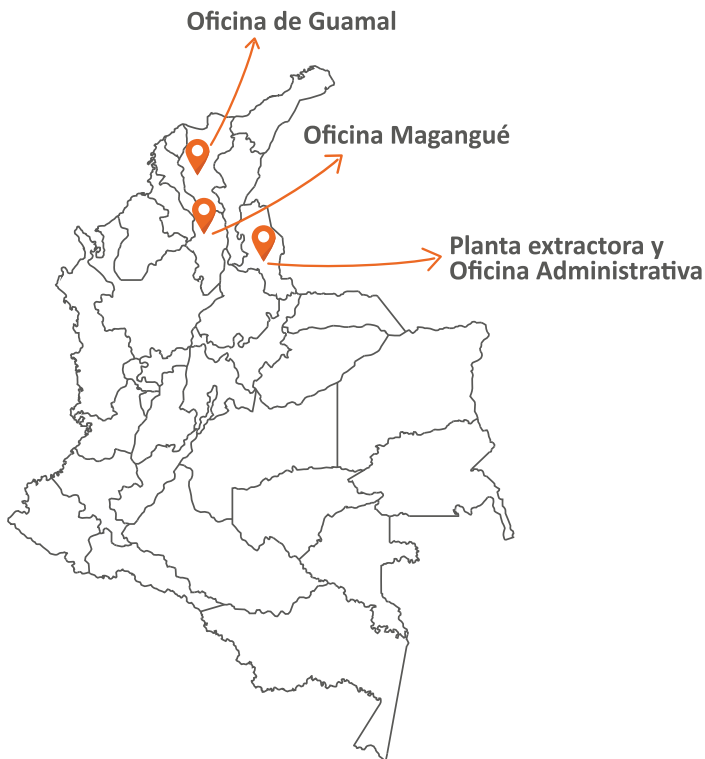 Oficina de Guamal
Oficina Magangué
Planta extractora y
Oficina Administrativa